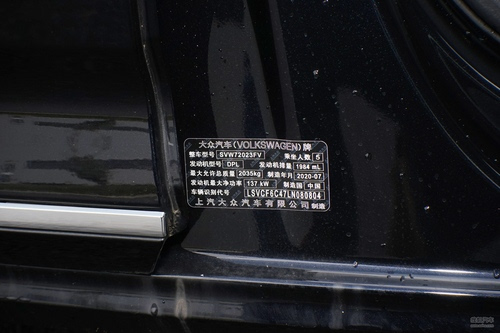 大众汽车(VOLKSWAGEN)牌
整车型号 SVW72023FV 乘坐人数 5
发动机型号 DPL 发动机排量 1984 mL
最大允许总质量 2035kg 制造年月 2020-07
发动机最大净功率 137 kW 制造国 中国
车辆识别代号 LSVCF6C47LN080804
上汽大众汽车有限公司 制造